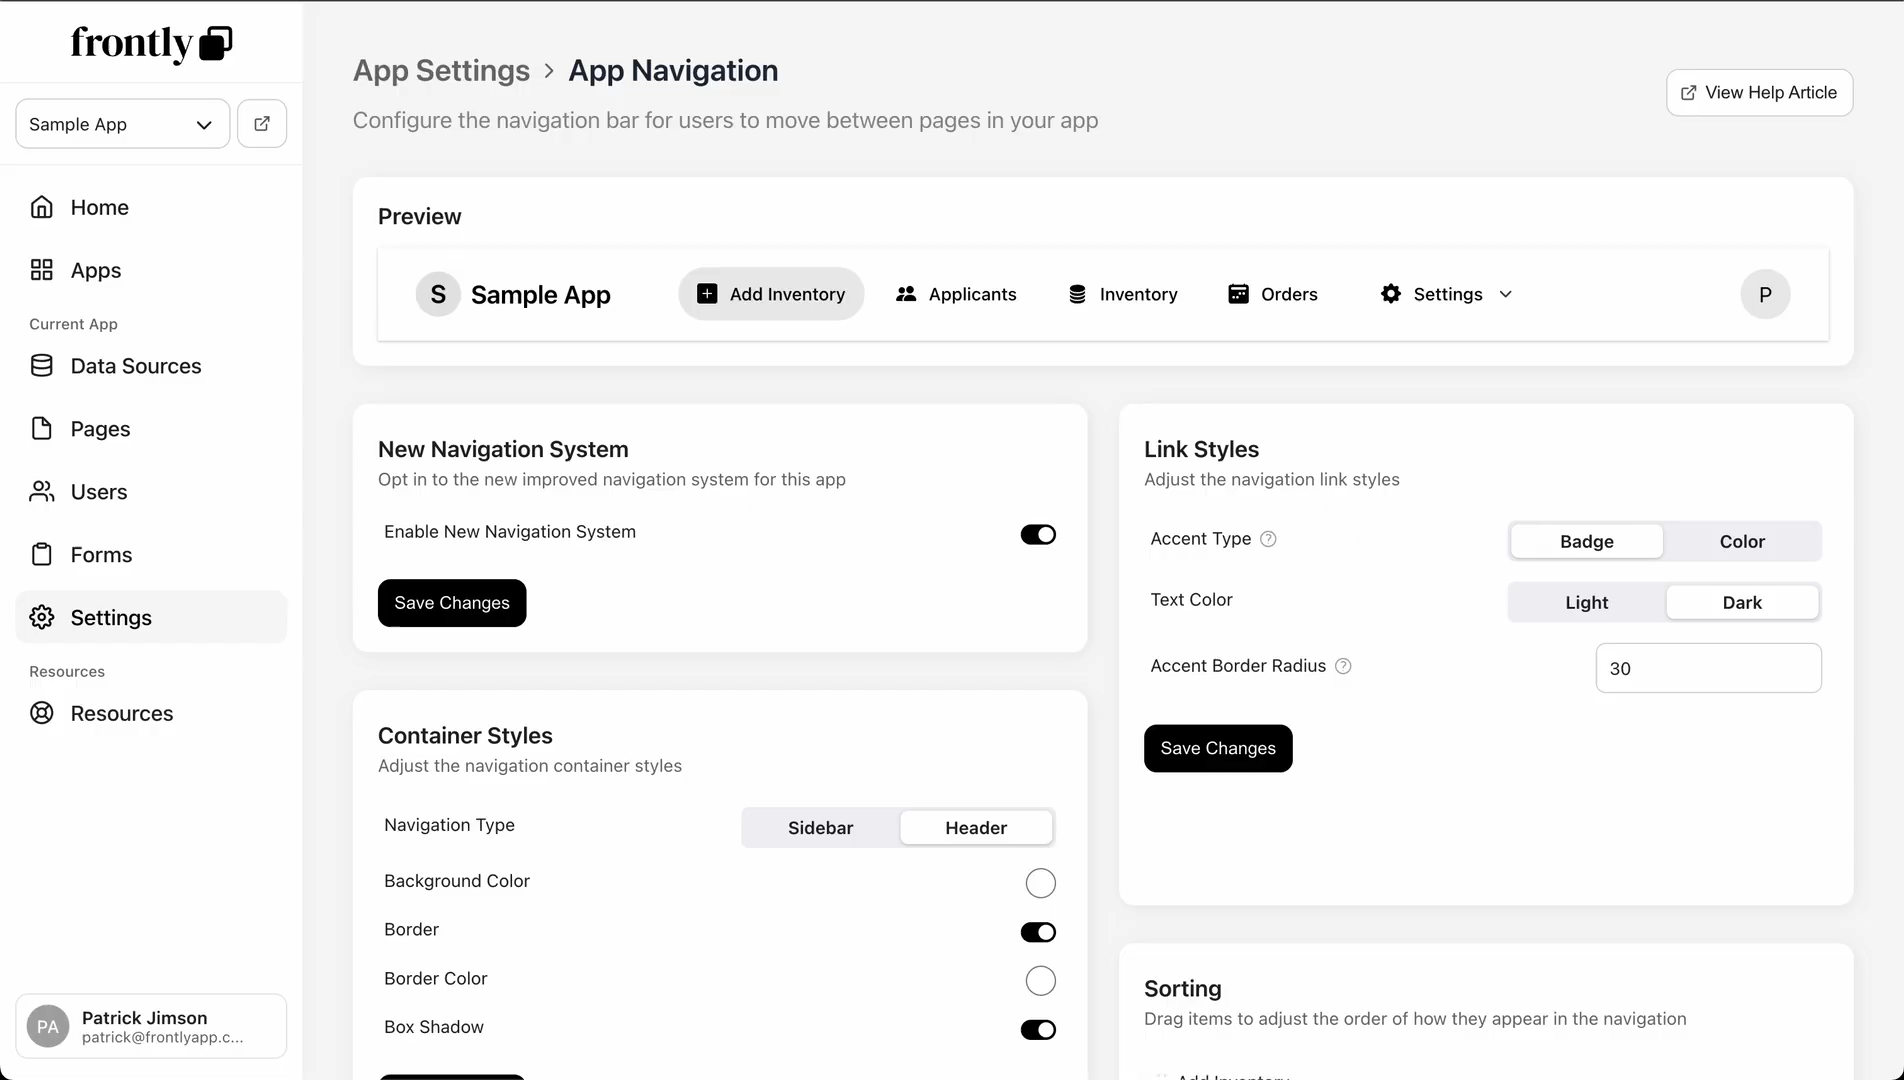 frontly
Sample App
Home
Apps
Current App
Data Sources
Pages
Users
Forms
Settings
Resources
Resources
PA
Patrick Jimson
patrick@frontlyapp.c...
App Settings > App Navigation
Configure the navigation bar for users to move between pages in your app
View Help Article
Preview
S Sample App Add Inventory Applicants Inventory Orders Settings P
New Navigation System
Opt in to the new improved navigation system for this app
Enable New Navigation System
Save Changes
Container Styles
Adjust the navigation container styles
Navigation Type Sidebar Header
Background Color
Border
Border Color
Box Shadow
Link Styles
Adjust the navigation link styles
Accent Type ? Badge Color
Text Color Light Dark
Accent Border Radius ? 30
Save Changes
Sorting
Drag items to adjust the order of how they appear in the navigation
Add Inventory